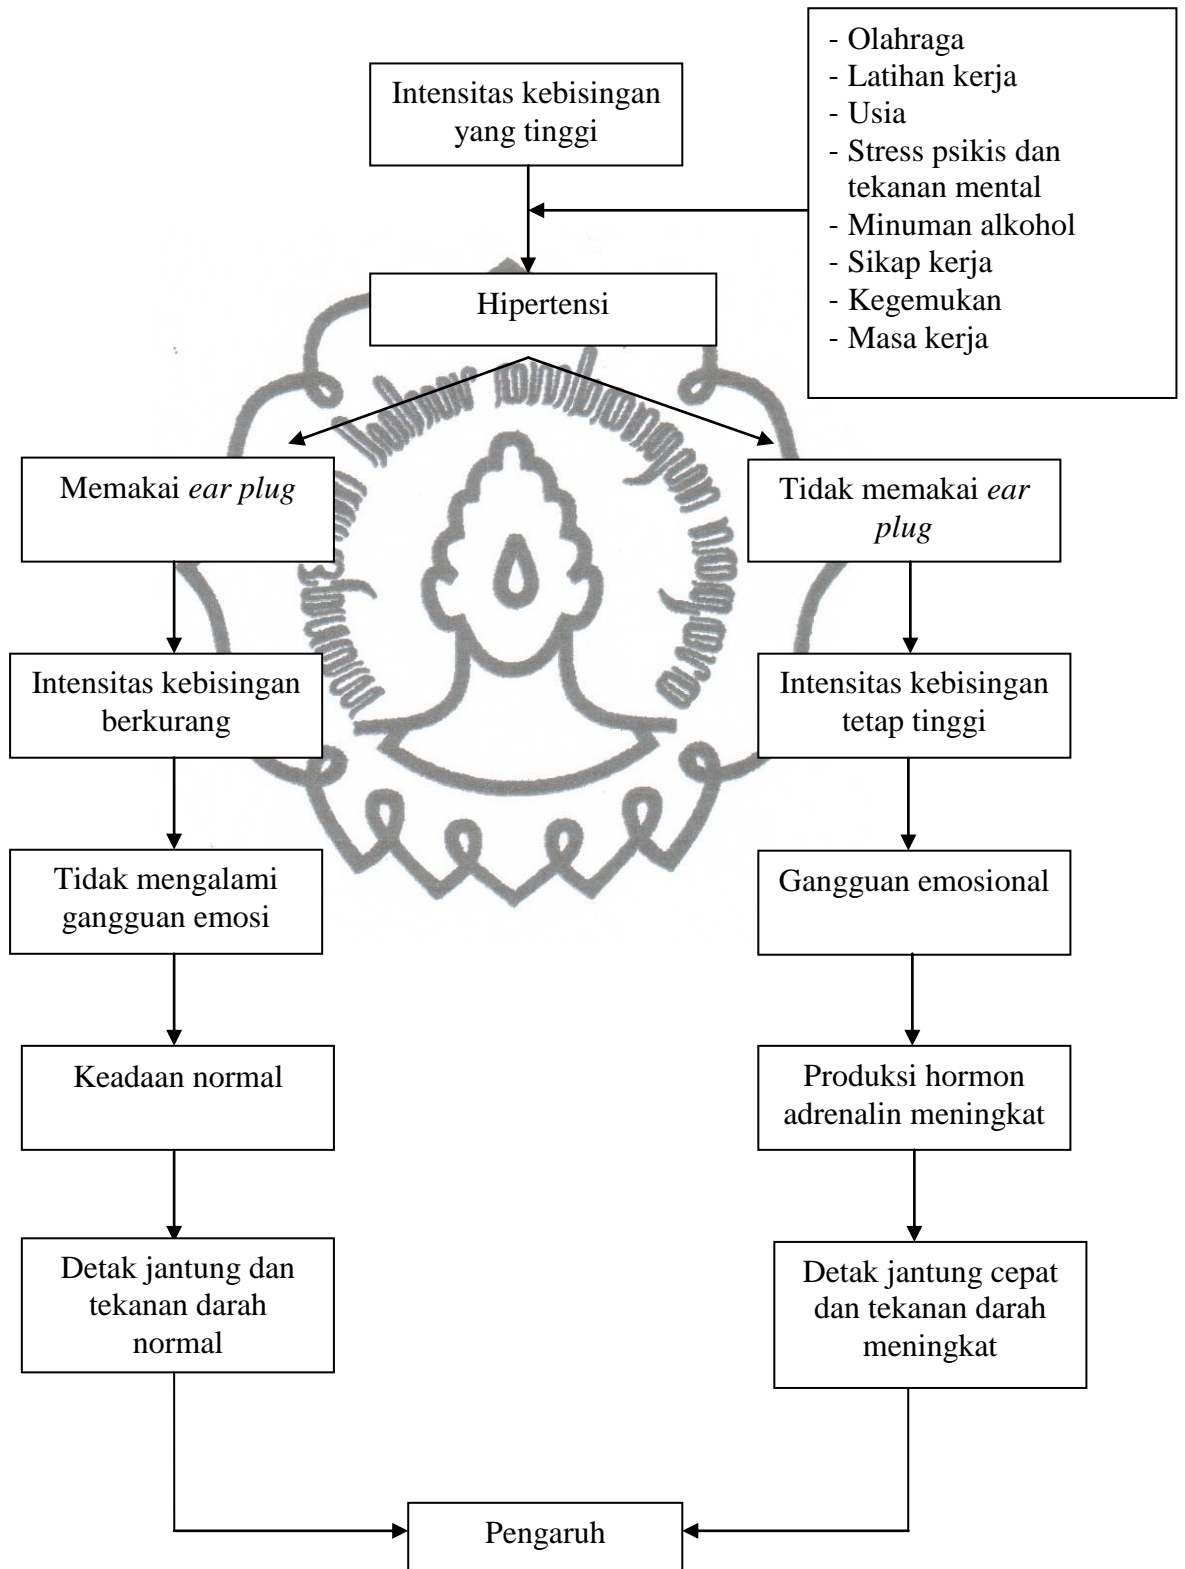 Intensitas kebisingan
yang tinggi
- Olahraga
- Latihan kerja
- Usia
- Stress psikis dan
tekanan mental
- Minuman alkohol
- Sikap kerja
- Kegemukan
- Masa kerja
Hipertensi
Memakai ear plug
Tidak memakai ear
plug
Intensitas kebisingan
berkurang
Intensitas kebisingan
tetap tinggi
Tidak mengalami
gangguan emosi
Gangguan emosional
Keadaan normal
Produksi hormon
adrenalin meningkat
Detak jantung dan
tekanan darah
normal
Detak jantung cepat
dan tekanan darah
meningkat
Pengaruh